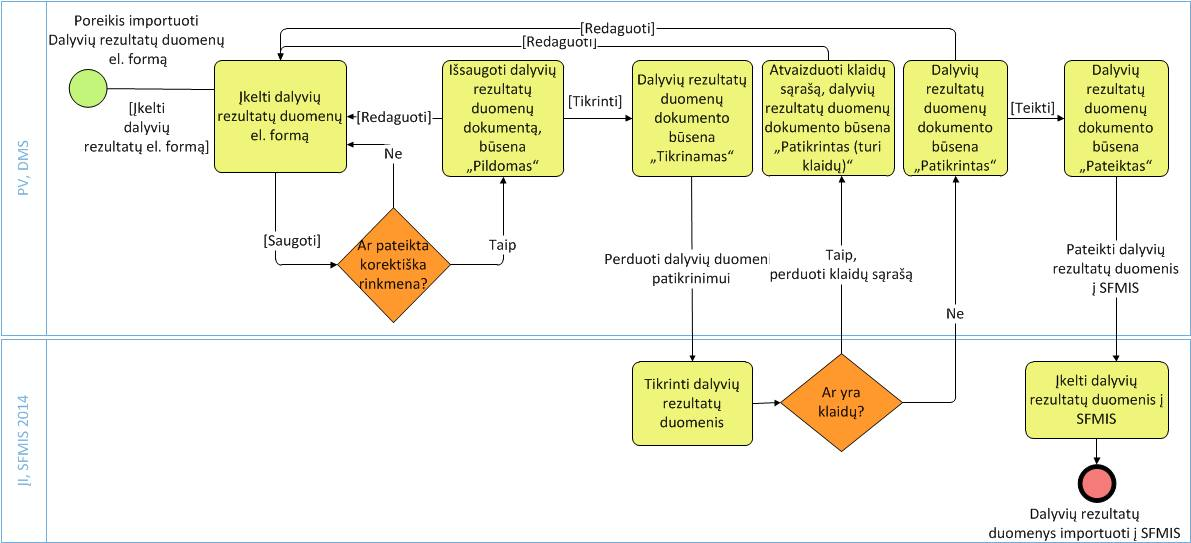 PV, DMS
Poreikis importuoti
Dalyvių rezultatų duomenų
el. formą
[Įkelti
dalyvių
rezultatų el. formą]
Įkelti dalyvių
rezultatų duomenų
el. formą
[Redaguoti]
[Redaguoti]
[Redaguoti]
Ne
[Saugoti]
Ar pateikta
korektiška
rinkmena?
Taip
Išsaugoti dalyvių
rezultatų
duomenų
dokumentą,
būsena
„Pildomas“
[Tikrinti]
Dalyvių rezultatų
duomenų
dokumento
būsena
„Tikrinamas“
Perduoti dalyvių duomeni
patikrinimui
Atvaizduoti klaidų
sąrašą, dalyvių
rezultatų duomenų
dokumento būsena
„Patikrintas (turi
klaidų)“
Taip,
perduoti klaidų sąrašą
Dalyvių
rezultatų
duomenų
dokumento
būsena
„Patikrintas“
Ne
[Teikti]
Dalyvių
rezultatų
duomenų
dokumento
būsena
„Pateiktas“
Pateikti dalyvių
rezultatų duomenis
į SFMIS
JI, SFMIS 2014
Tikrinti dalyvių
rezultatų
duomenis
Ar yra
klaidų?
Įkelti dalyvių
rezultatų duomenis į
SFMIS
Dalyvių rezultatų
duomenys importuoti į SFMIS